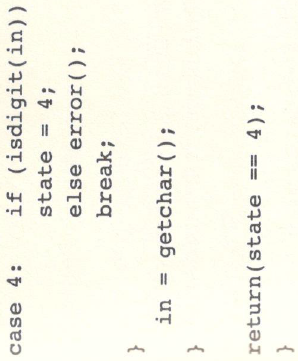 case 4: if (isdigit(in))
state = 4;
else error();
break;
}
in = getchar();
}
return(state == 4);
}